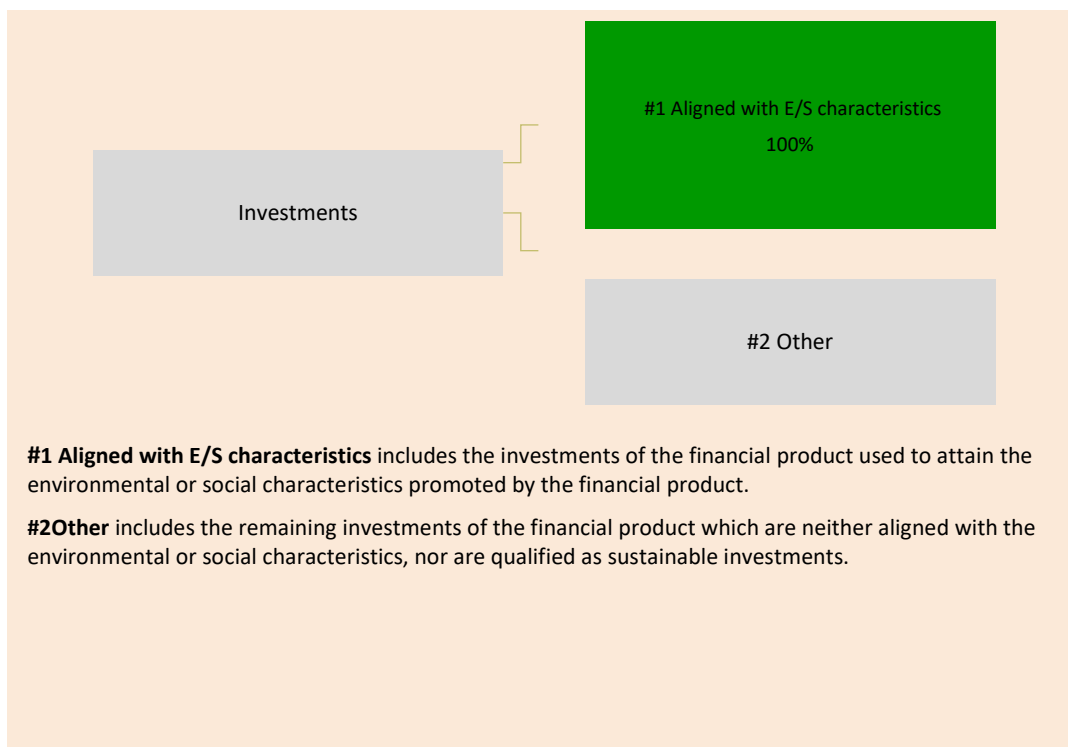 #1 Aligned with E/S characteristics
100%
Investments
#2 Other
#1 Aligned with E/S characteristics includes the investments of the financial product used to attain the
environmental or social characteristics promoted by the financial product.
#2Other includes the remaining investments of the financial product which are neither aligned with the
environmental or social characteristics, nor are qualified as sustainable investments.